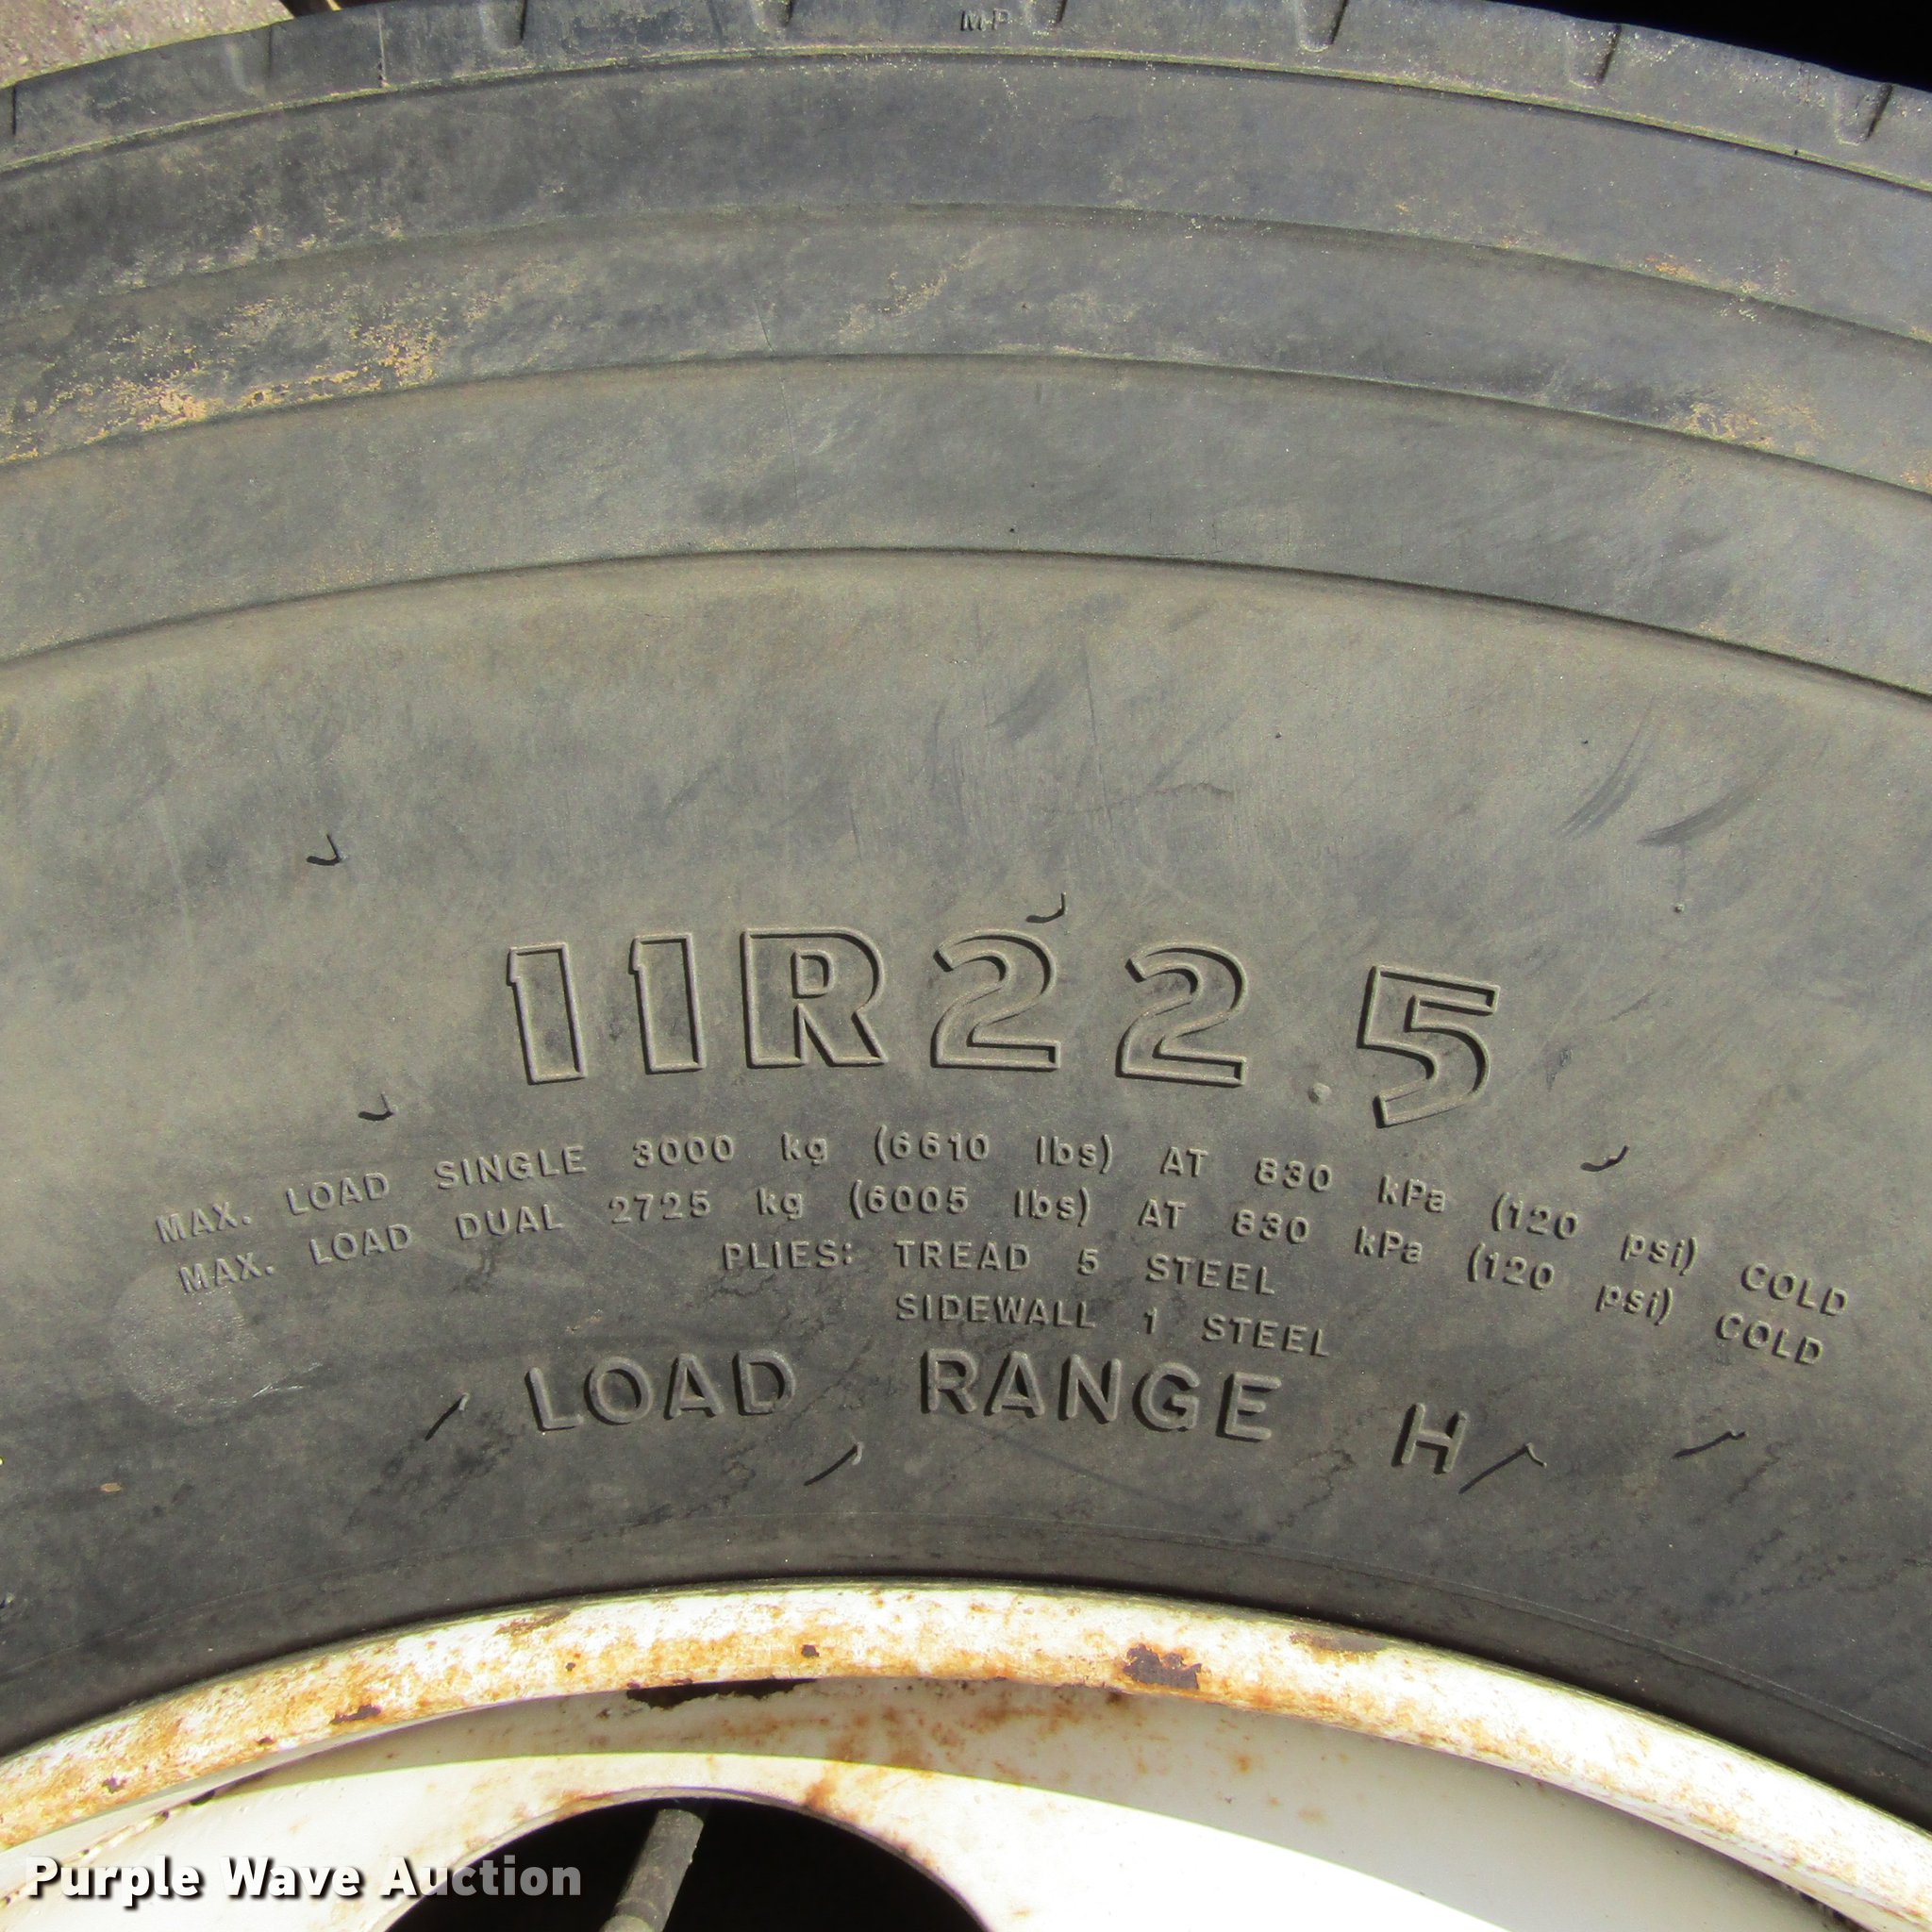 M-P
11R22.5
MAX. LOAD SINGLE 3000 kg (6610 lbs) AT 830 kPa (120 psi) COLD
MAX. LOAD DUAL 2725 kg (6005 lbs) AT 830 kPa (120 psi) COLD
PLIES: TREAD 5 STEEL
SIDEWALL 1 STEEL
LOAD RANGE H
Purple Wave Auction